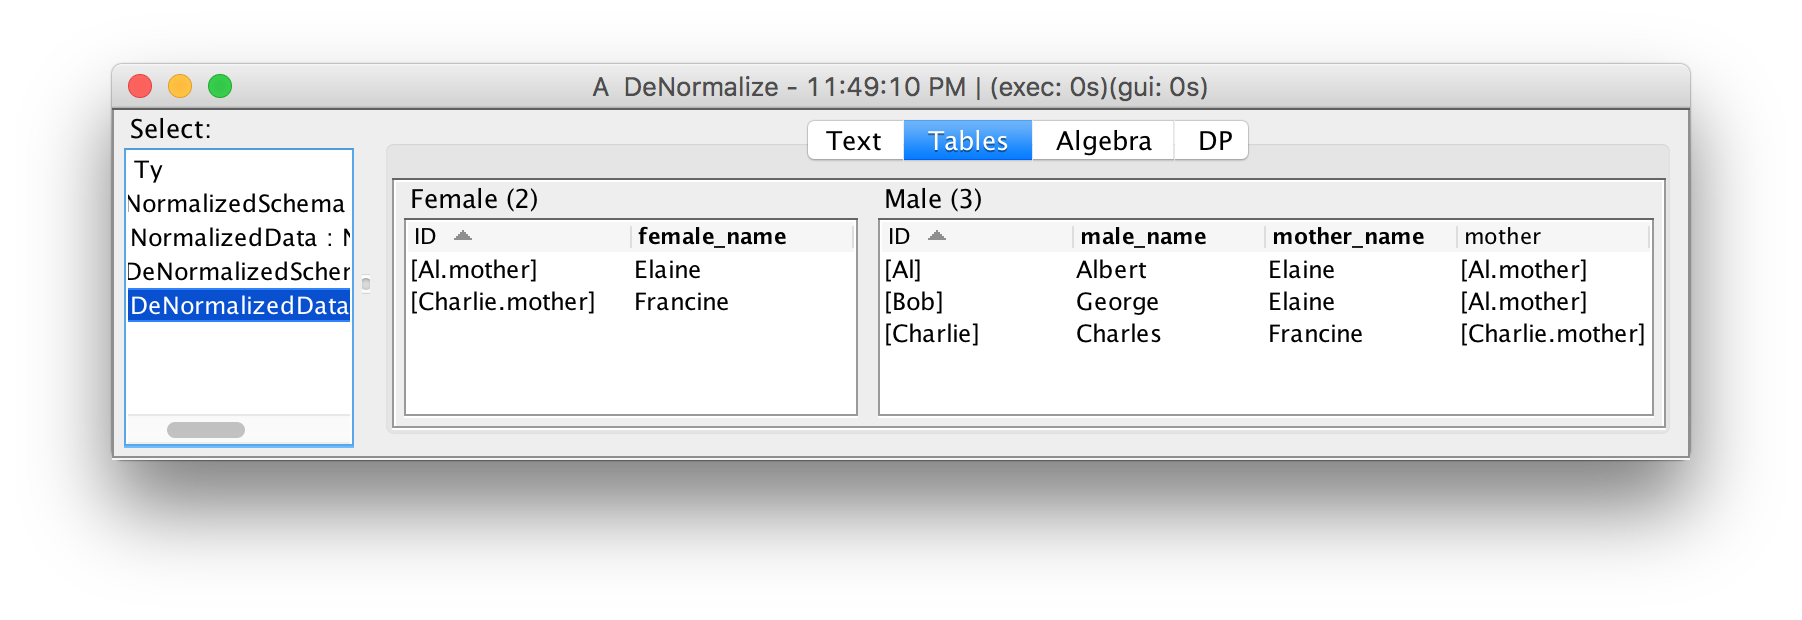 A DeNormalize - 11:49:10 PM | (exec: 0s)(gui: 0s)
Select:
Ty
NormalizedSchema
NormalizedData : N
DeNormalizedScher
DeNormalizedData
Text Tables Algebra DP
Female (2)
ID female_name
[Al.mother] Elaine
[Charlie.mother] Francine
Male (3)
ID male_name mother_name mother
[Al] Albert Elaine [Al.mother]
[Bob] George Elaine [Al.mother]
[Charlie] Charles Francine [Charlie.mother]